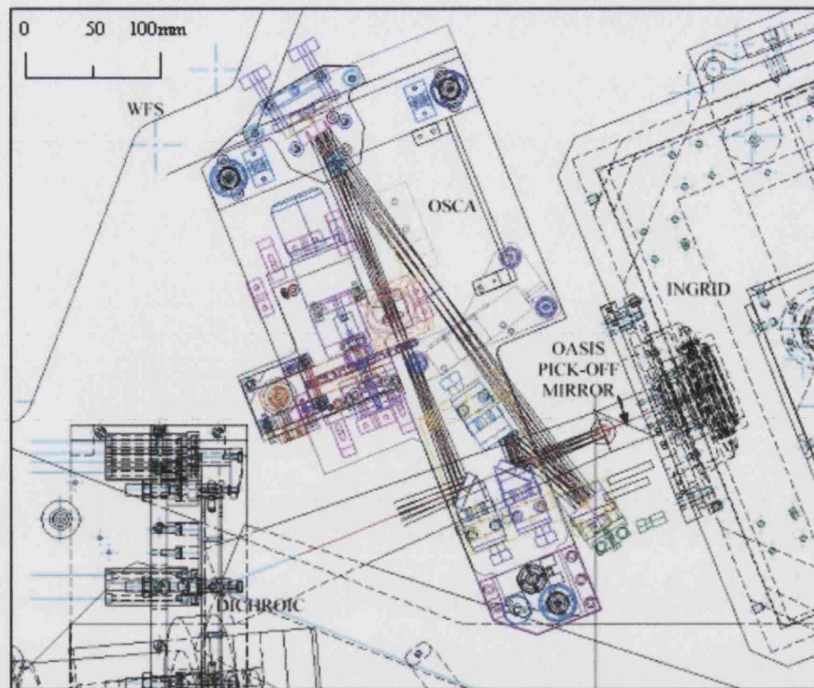 0 50 100mm
WFS
OSCA
INGRID
OASIS
PICK-OFF
MIRROR
DICHROIC